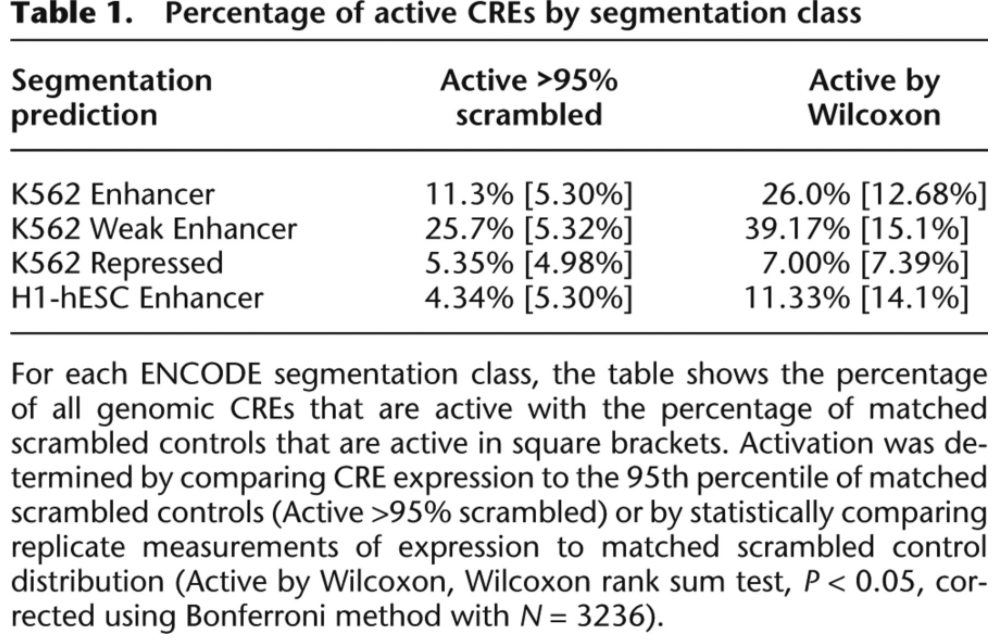 Table 1. Percentage of active CREs by segmentation class
Segmentation prediction Active >95% scrambled Active by Wilcoxon
K562 Enhancer 11.3% [5.30%] 26.0% [12.68%]
K562 Weak Enhancer 25.7% [5.32%] 39.17% [15.1%]
K562 Repressed 5.35% [4.98%] 7.00% [7.39%]
H1-hESC Enhancer 4.34% [5.30%] 11.33% [14.1%]
For each ENCODE segmentation class, the table shows the percentage
of all genomic CREs that are active with the percentage of matched
scrambled controls that are active in square brackets. Activation was de-
termined by comparing CRE expression to the 95th percentile of matched
scrambled controls (Active >95% scrambled) or by statistically comparing
replicate measurements of expression to matched scrambled control
distribution (Active by Wilcoxon, Wilcoxon rank sum test, P < 0.05, cor-
rected using Bonferroni method with N = 3236).